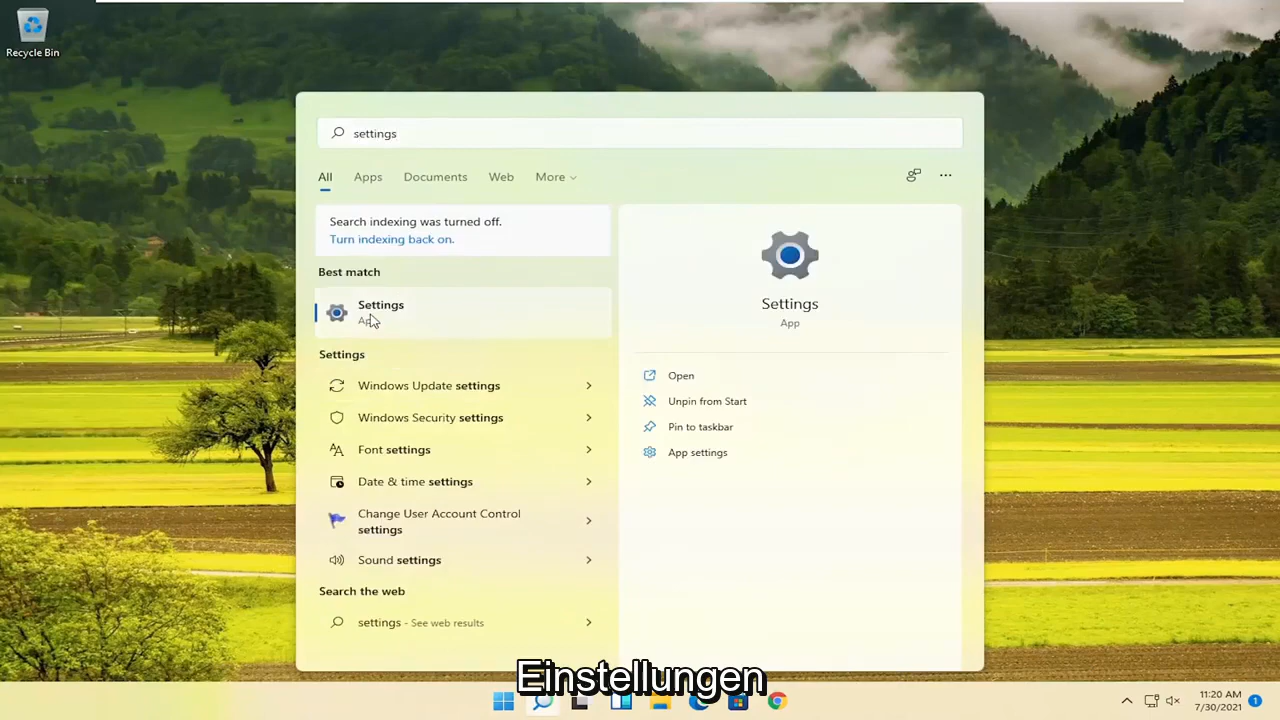 Recycle Bin
settings
All Apps Documents Web More
Search indexing was turned off.
Turn indexing back on.
Best match
Settings
Settings
Windows Update settings
Windows Security settings
Font settings
Date & time settings
Change User Account Control
settings
Sound settings
Search the web
settings - See web results
Settings
App
Open
Unpin from Start
Pin to taskbar
App settings
Einstellungen
11:20 AM
7/30/2021
1